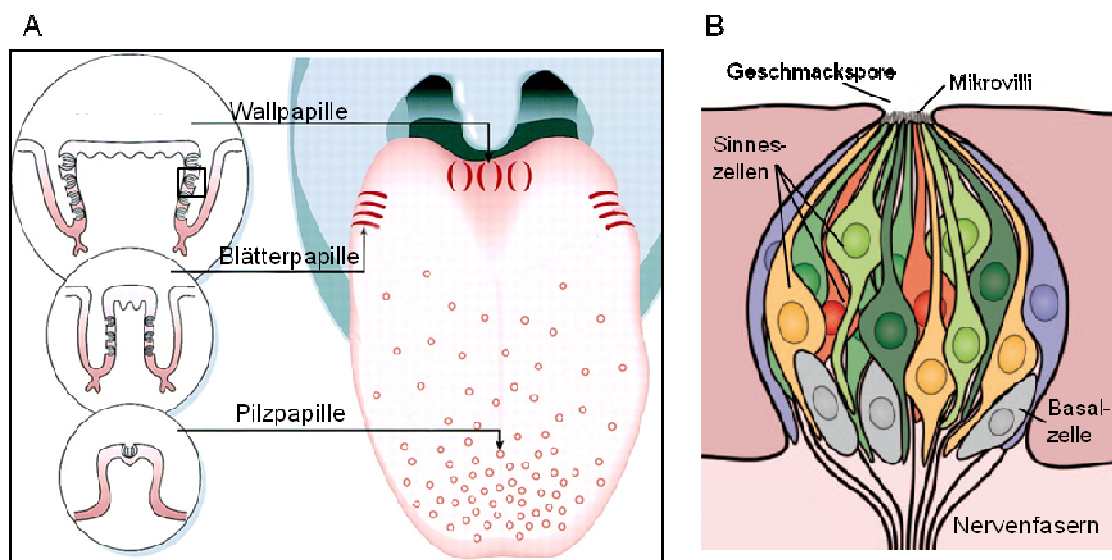 A
Wallpapille
Blätterpapille
Pilzpapille
B
Geschmackspore
Mikrovilli
Sinnes-
zellen
Basal-
zelle
Nervenfasern